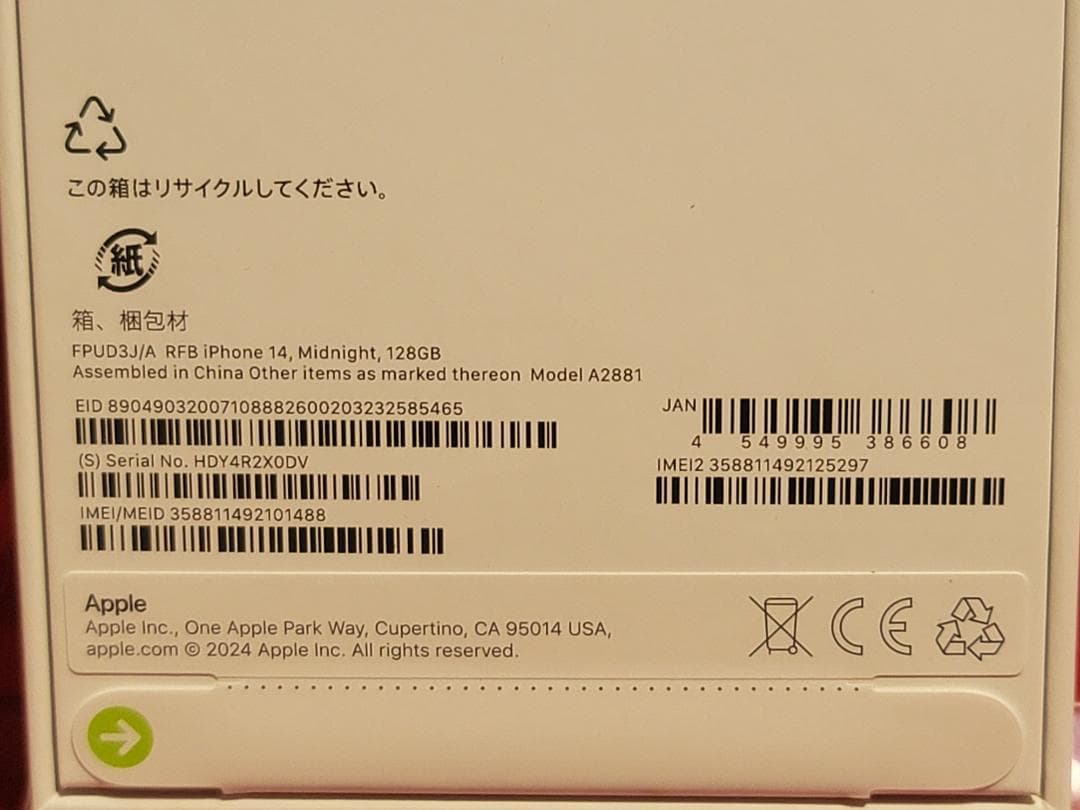 この箱はリサイクルしてください。
紙
箱、梱包材
FPUD3J/A RFB iPhone 14, Midnight, 128GB
Assembled in China Other items as marked thereon Model A2881
EID 89049032007108882600203232585465
JAN
4 549995 386608
(S) Serial No. HDY4R2X0DV
IMEI2 358811492125297
IMEI/MEID 358811492101488
Apple
Apple Inc., One Apple Park Way, Cupertino, CA 95014 USA,
apple.com © 2024 Apple Inc. All rights reserved.
CE